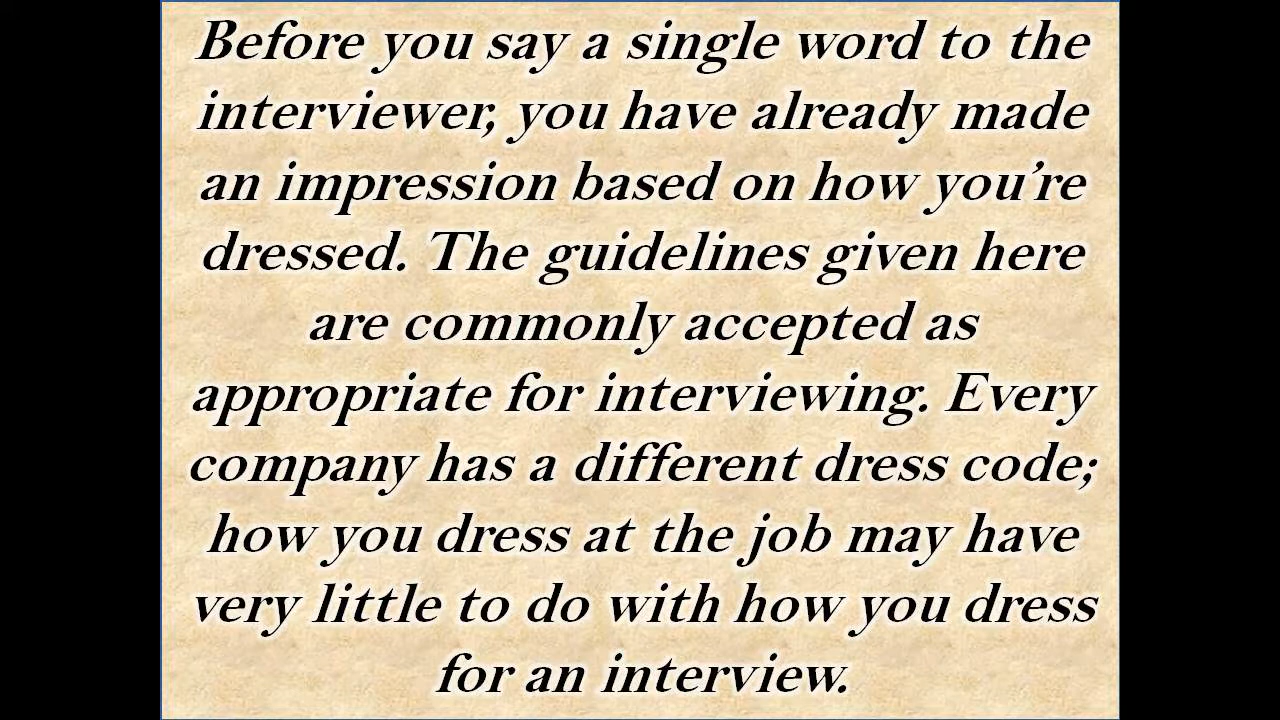 Before you say a single word to the
interviewer, you have already made
an impression based on how you’re
dressed. The guidelines given here
are commonly accepted as
appropriate for interviewing. Every
company has a different dress code;
how you dress at the job may have
very little to do with how you dress
for an interview.